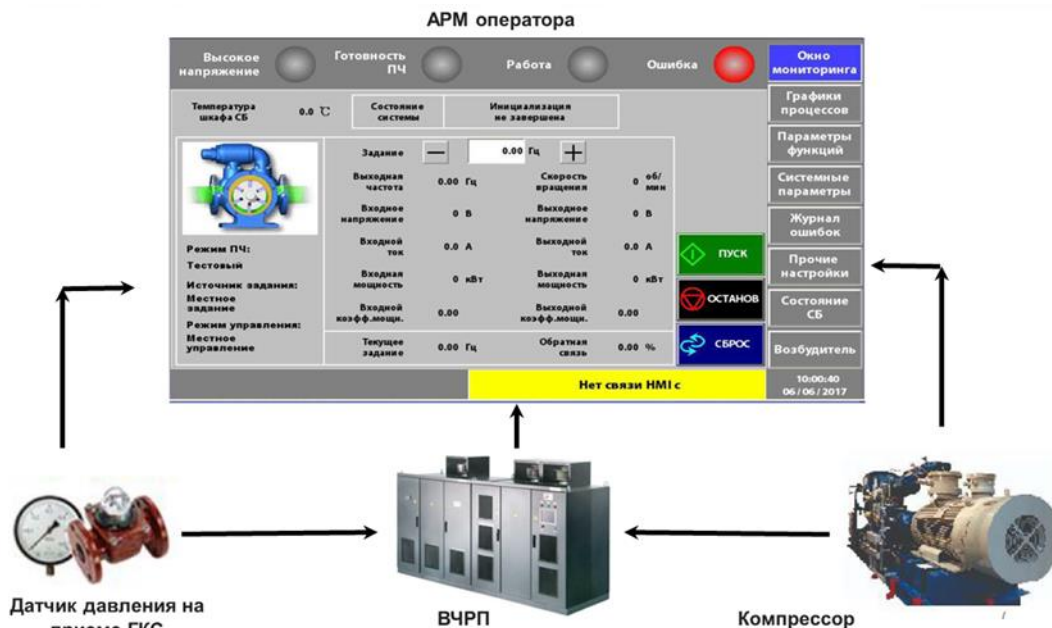 АРМ оператора
Высокое
напряжение
Готовность
ПЧ
Работа
Ошибка
Окно
мониторинга
Температура
шкафа СБ
0.0 ℃
Состояние
системы
Инициализация
не завершена
Графики
процессов
Параметры
функций
Системные
параметры
Журнал
ошибок
Прочие
настройки
Состояние
СБ
Возбудитель
Задание
0.00 Гц
Выходная
частота
0.00 Гц
Скорость
вращения
0 об/
мин
Входное
напряжение
0 В
Выходное
напряжение
0 В
Входной
ток
0.0 А
Выходной
ток
0.0 А
Входная
мощность
0 кВт
Выходная
мощность
0 кВт
Входной
коэфф.мощн.
0.00
Выходной
коэфф.мощн.
0.00
Текущее
задание
0.00 Гц
Обратная
связь
0.00 %
Режим ПЧ:
Тестовый
Источник задания:
Местное
задание
Режим управления:
Местное
управление
ПУСК
ОСТАНОВ
СБРОС
Нет связи HMI с
10:00:40
06/06/2017
Датчик давления на
ВЧРП
Компрессор